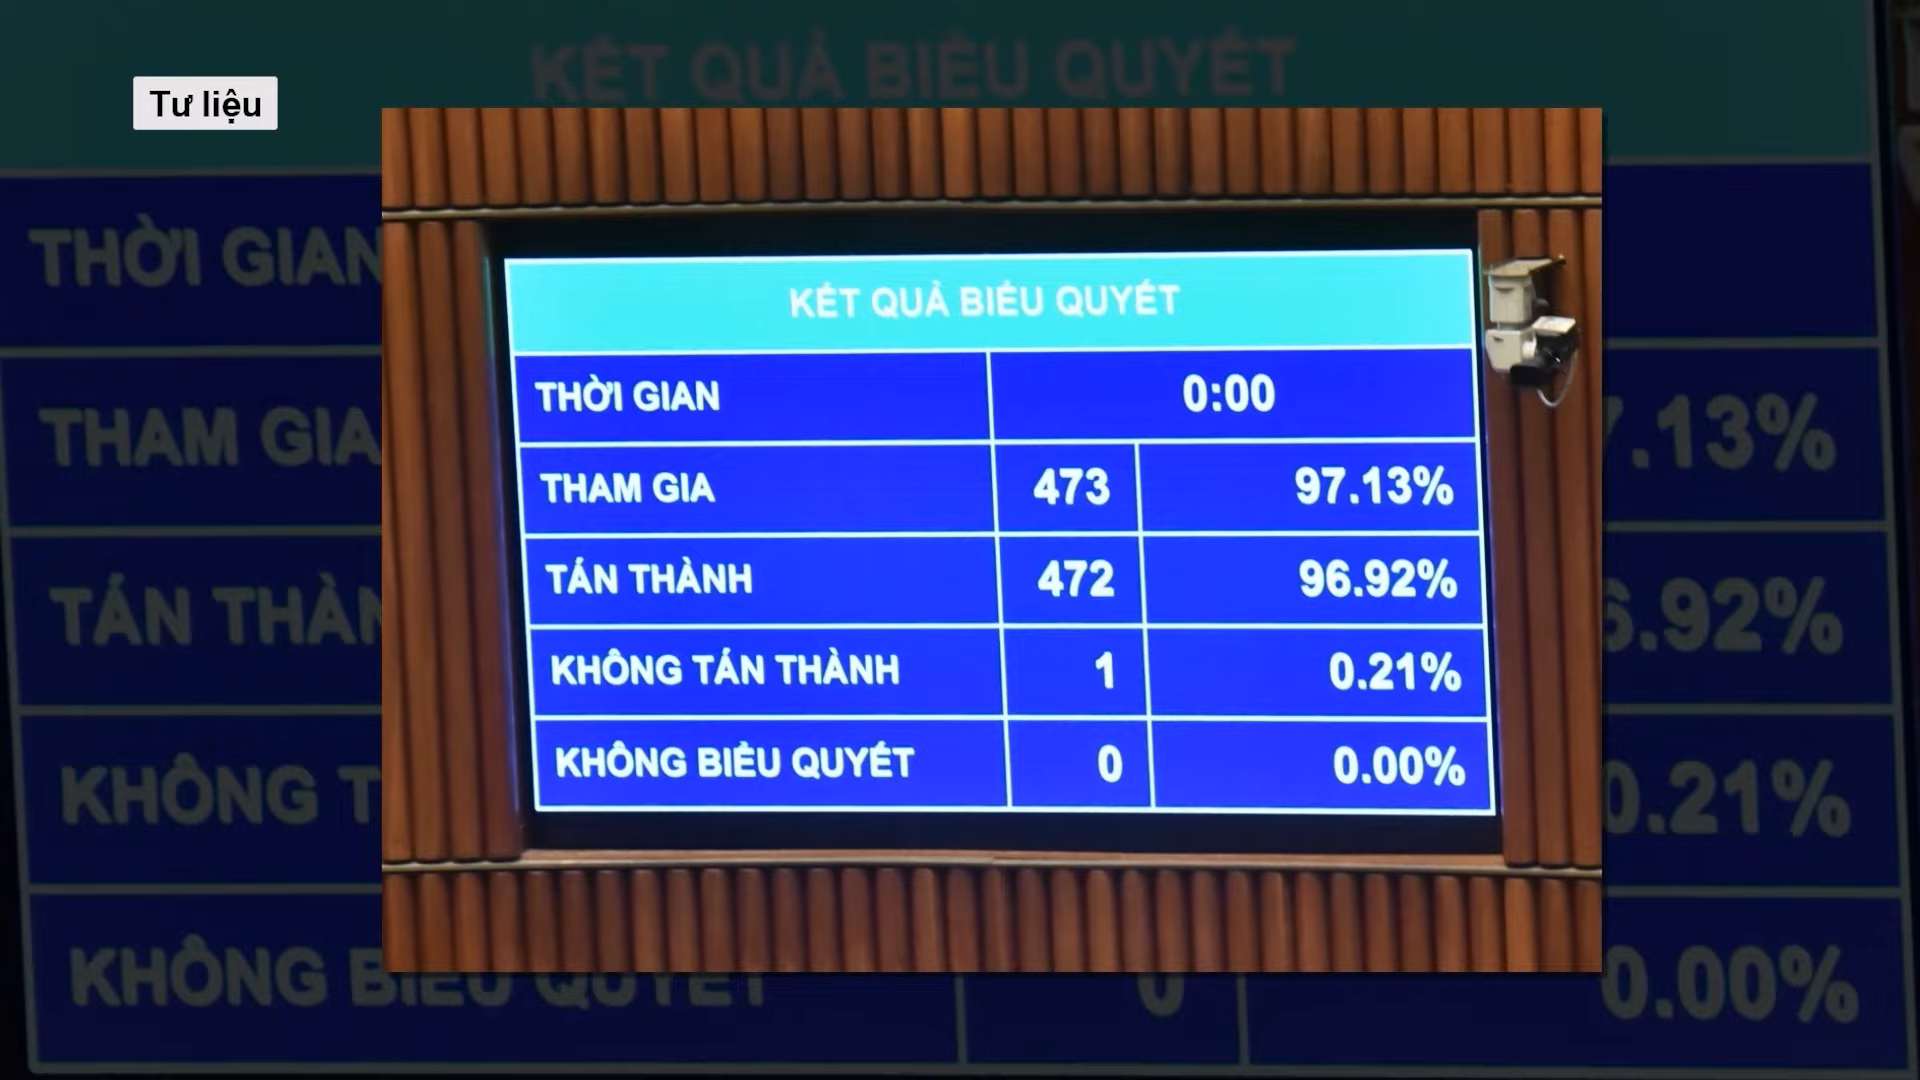 Tư liệu
KẾT QUẢ BIỂU QUYẾT
THỜI GIAN 0:00
THAM GIA 473 97.13%
TÁN THÀNH 472 96.92%
KHÔNG TÁN THÀNH 1 0.21%
KHÔNG BIỂU QUYẾT 0 0.00%